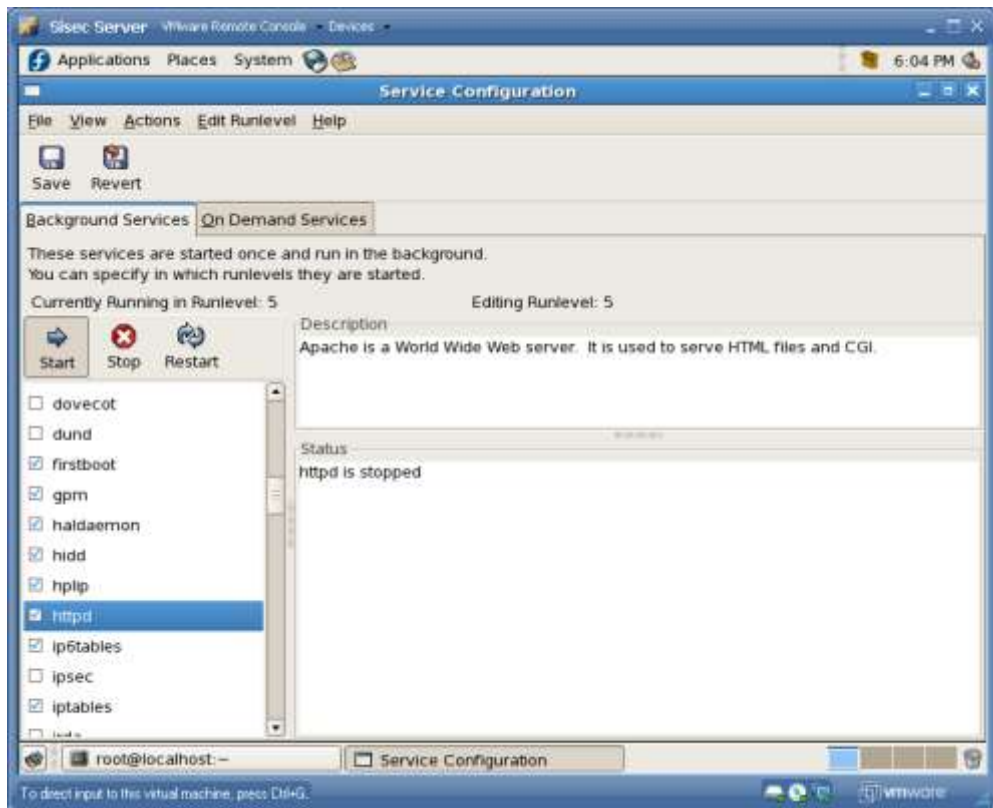 Sisec Server VMware Remote Console Devices
Applications Places System
6:04 PM
Service Configuration
File View Actions Edit Runlevel Help
Save Revert
Background Services On Demand Services
These services are started once and run in the background.
You can specify in which runlevels they are started.
Currently Running in Runlevel: 5
Editing Runlevel: 5
Start Stop Restart
Description
Apache is a World Wide Web server. It is used to serve HTML files and CGI.
Status
httpd is stopped
dovecot
dund
firstboot
gpm
haldaemon
hidd
hplip
httpd
ip6tables
ipsec
iptables
root@localhost:~
Service Configuration
To direct input to this virtual machine, press Ctrl+G.
vmware